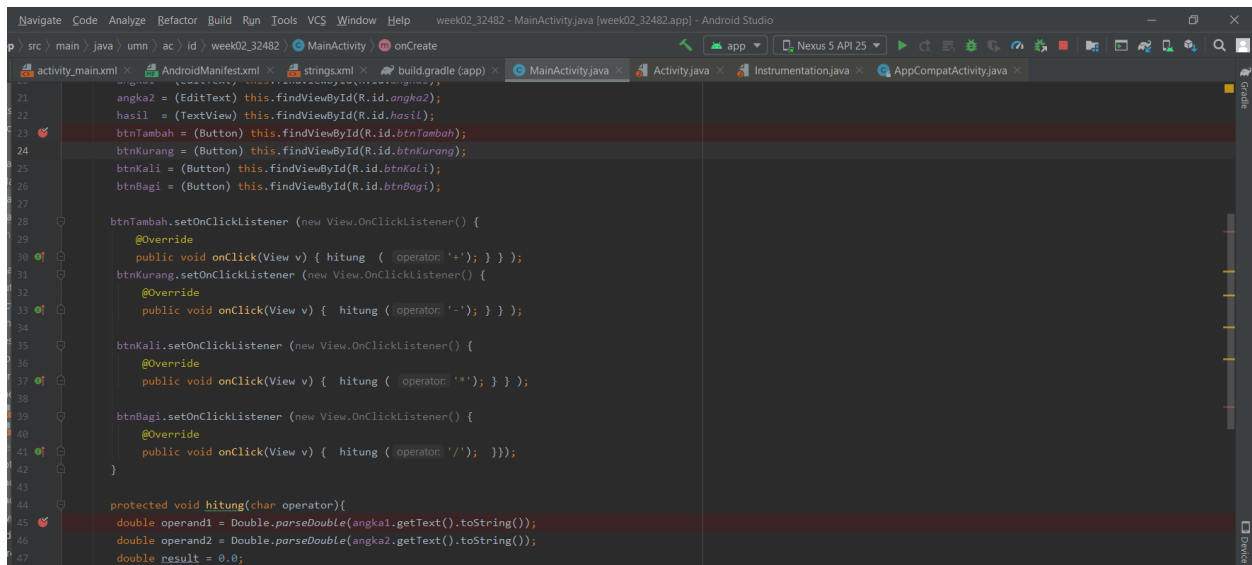 Navigate Code Analyze Refactor Build Run Tools VCS Window Help week02_32482 - MainActivity.java [week02_32482.app] - Android Studio
p src main java umn ac id week02_32482 MainActivity onCreate app Nexus 5 API 25
activity_main.xml AndroidManifest.xml strings.xml build.gradle (:app) MainActivity.java Activity.java Instrumentation.java AppCompatActivity.java
Gradle
21 angka2 = (EditText) this.findViewById(R.id.angka2);
22 hasil = (TextView) this.findViewById(R.id.hasil);
23 btnTambah = (Button) this.findViewById(R.id.btnTambah);
24 btnKurang = (Button) this.findViewById(R.id.btnKurang);
25 btnKali = (Button) this.findViewById(R.id.btnKali);
26 btnBagi = (Button) this.findViewById(R.id.btnBagi);
27
28 btnTambah.setOnClickListener (new View.OnClickListener() {
29 @Override
30 public void onClick(View v) { hitung ( operator: '+'); } } );
31 btnKurang.setOnClickListener (new View.OnClickListener() {
32 @Override
33 public void onClick(View v) { hitung ( operator: '-'); } } );
34
35 btnKali.setOnClickListener (new View.OnClickListener() {
36 @Override
37 public void onClick(View v) { hitung ( operator: '*'); } } );
38
39 btnBagi.setOnClickListener (new View.OnClickListener() {
40 @Override
41 public void onClick(View v) { hitung ( operator: '/'); }});
42 }
43
44 protected void hitung(char operator){
45 double operand1 = Double.parseDouble(angka1.getText().toString());
46 double operand2 = Double.parseDouble(angka2.getText().toString());
47 double result = 0.0;
Device